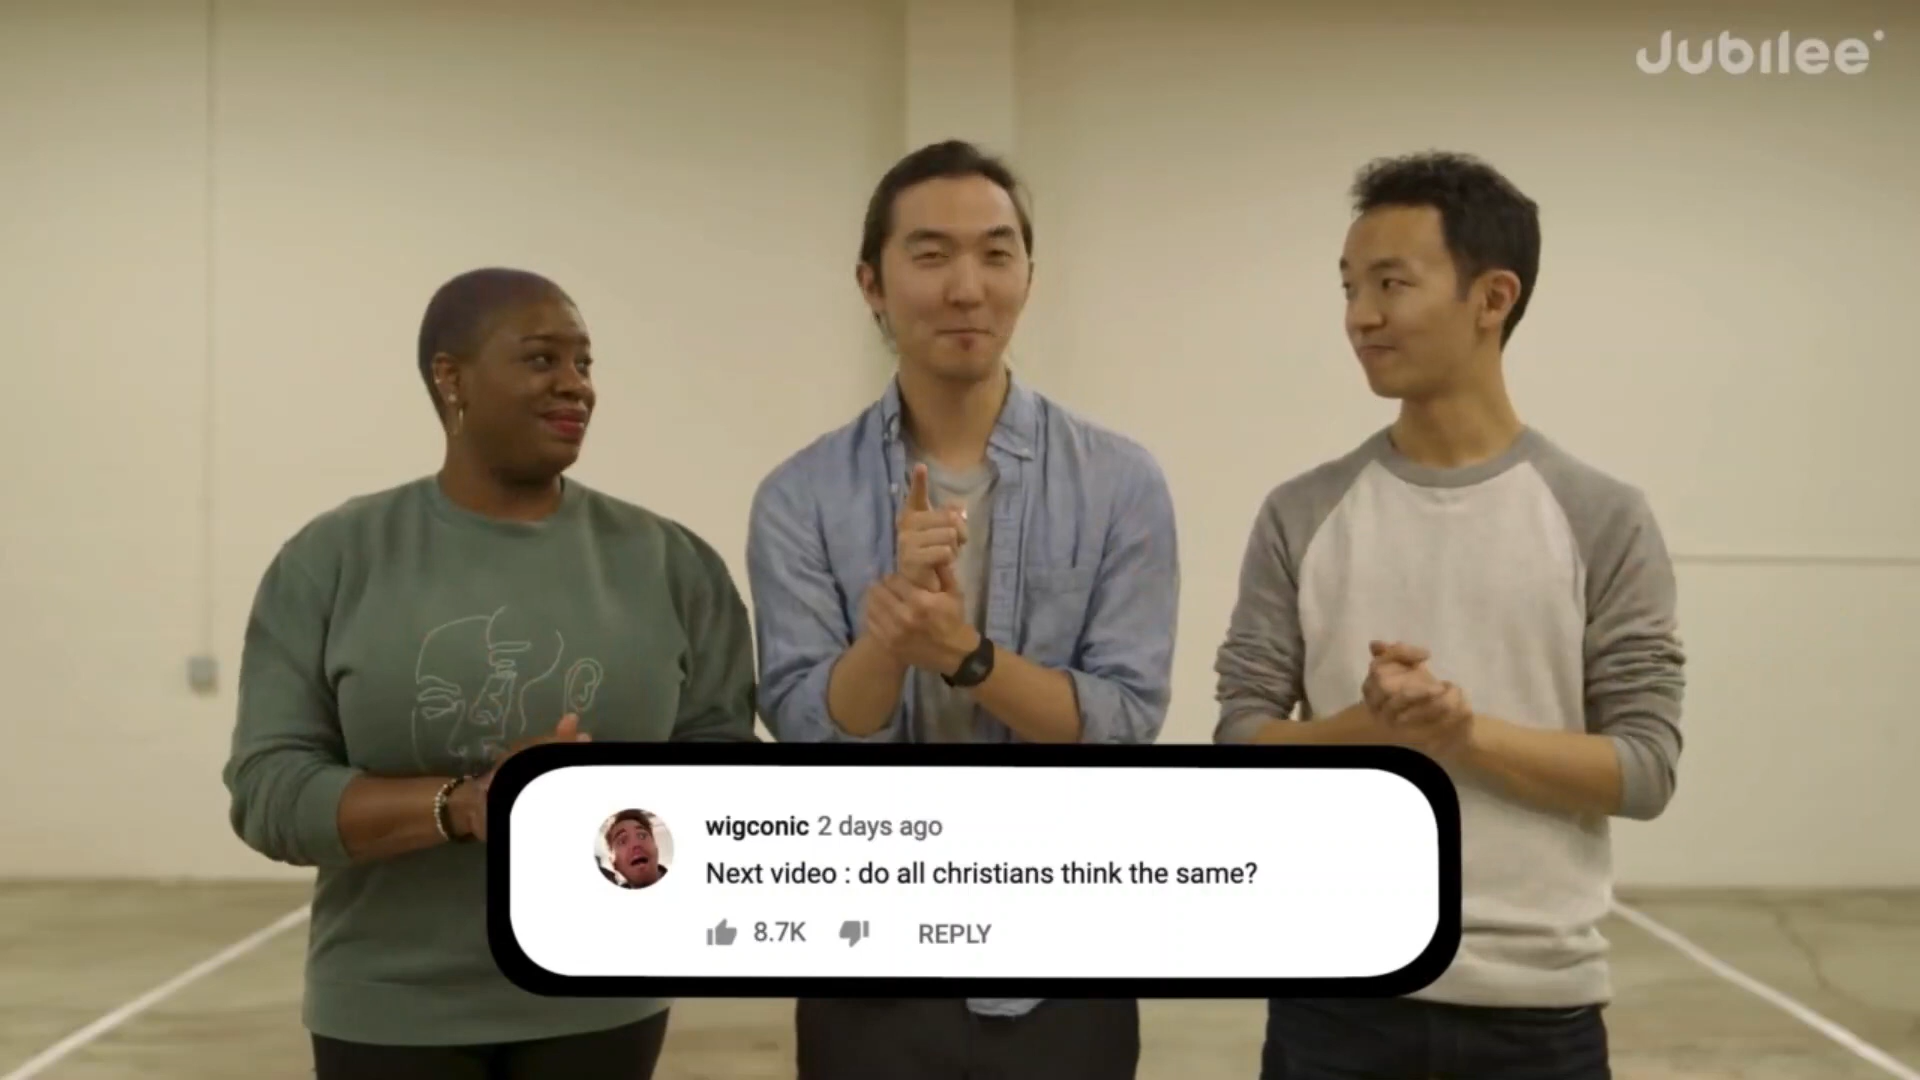 Jubilee
wigconic 2 days ago
Next video : do all christians think the same?
8.7K REPLY